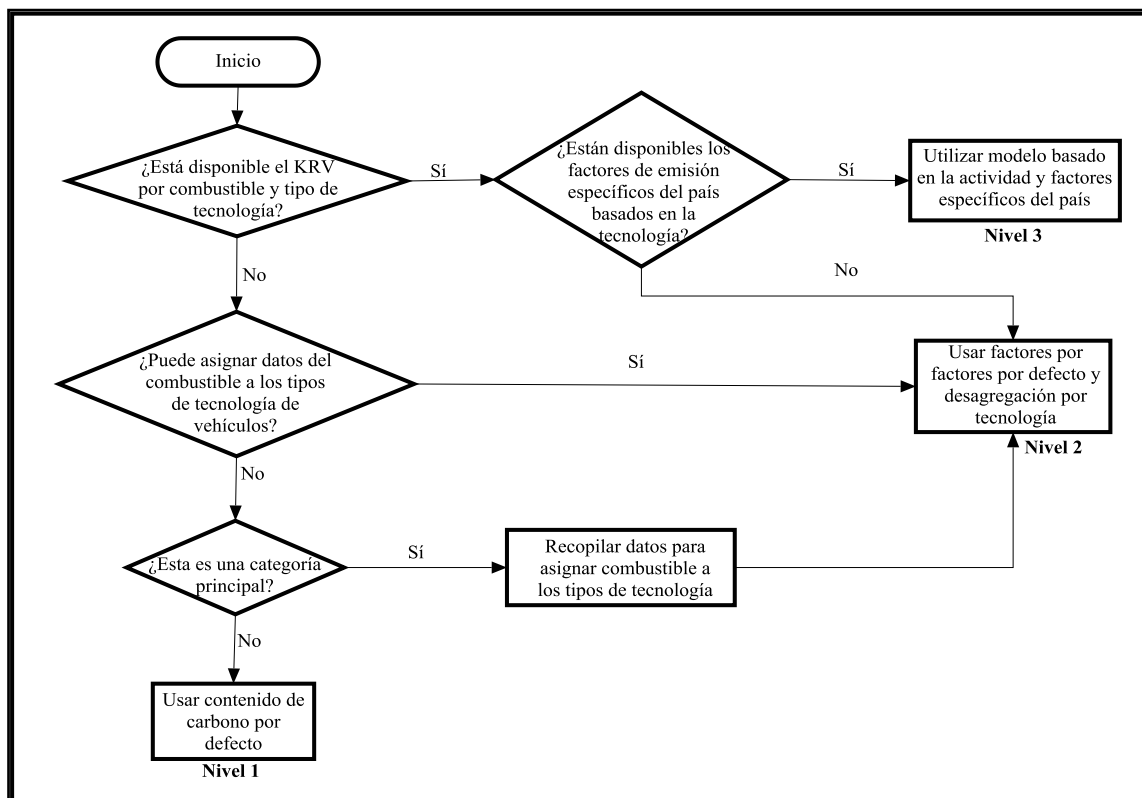 Inicio
¿Está disponible el KRV
por combustible y tipo de
tecnología?
Sí
¿Están disponibles los
factores de emisión
específicos del país
basados en la
tecnología?
Sí
Utilizar modelo basado
en la actividad y factores
específicos del país
Nivel 3
No
No
¿Puede asignar datos del
combustible a los tipos
de tecnología de
vehículos?
Sí
Usar factores por
factores por defecto y
desagregación por
tecnología
Nivel 2
No
¿Esta es una categoría
principal?
Sí
Recopilar datos para
asignar combustible a
los tipos de tecnología
No
Usar contenido de
carbono por
defecto
Nivel 1